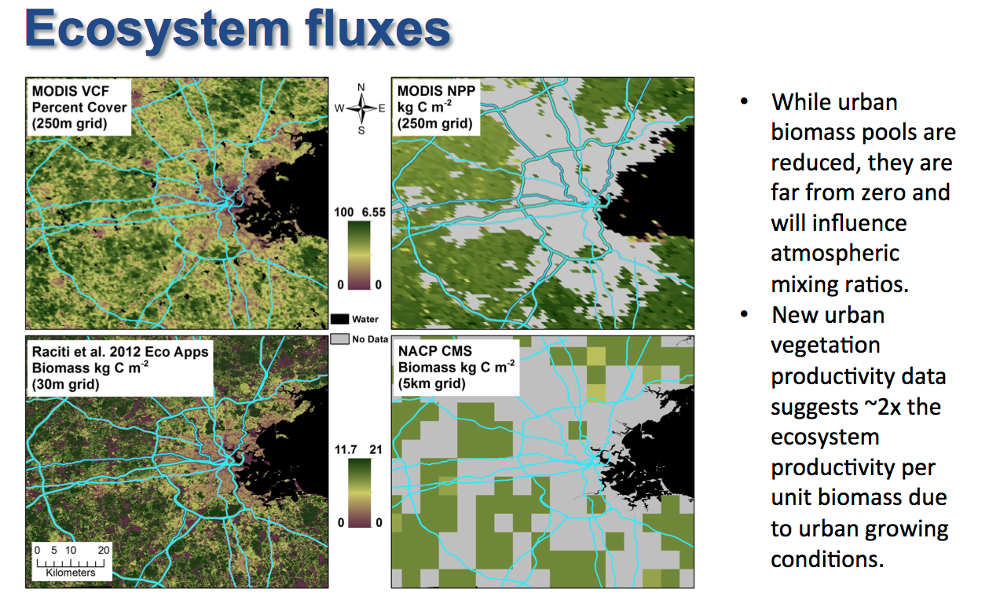 Ecosystem fluxes
MODIS VCF
Percent Cover
(250m grid)
N
W E
S
MODIS NPP
kg C m-2
(250m grid)
100 6.55
0 0
Water
No Data
Raciti et al. 2012 Eco Apps
Biomass kg C m-2
(30m grid)
NACP CMS
Biomass kg C m-2
(5km grid)
11.7 21
0 0
0 5 10 20
Kilometers
• While urban
biomass pools are
reduced, they are
far from zero and
will influence
atmospheric
mixing ratios.
• New urban
vegetation
productivity data
suggests ~2x the
ecosystem
productivity per
unit biomass due
to urban growing
conditions.